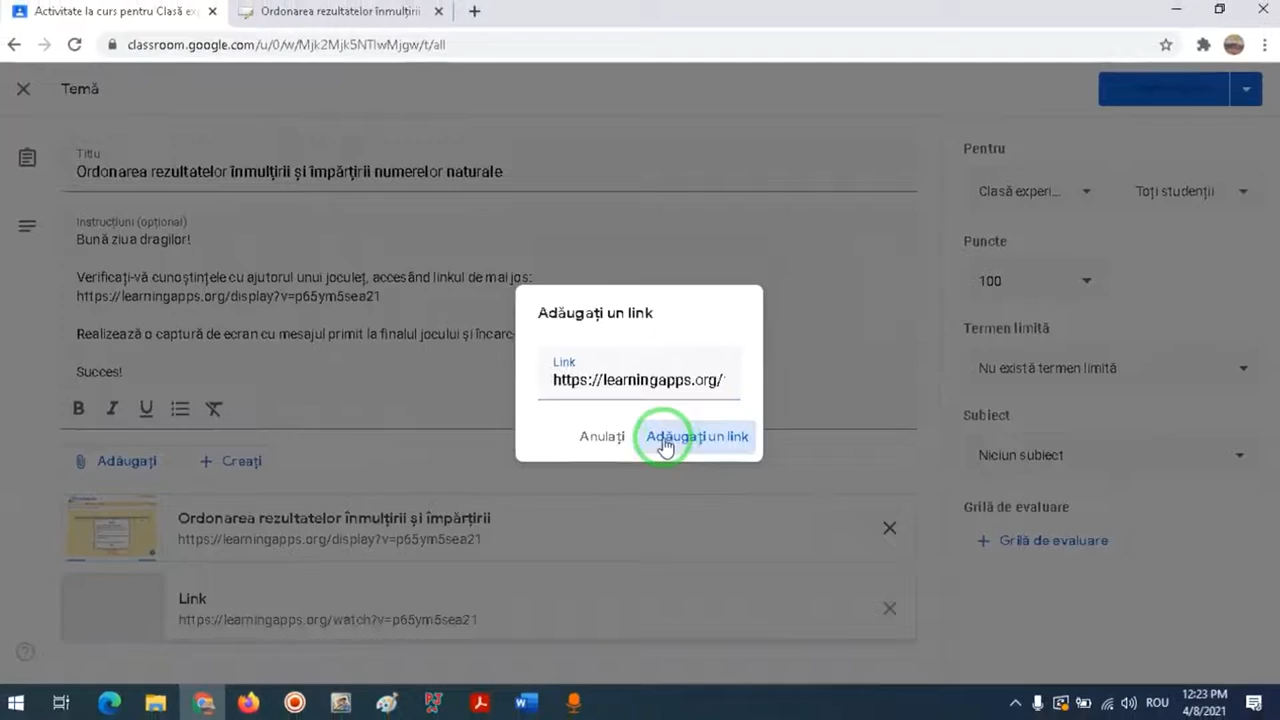 Activitate la curs pentru Clasă ex
Ordonarea rezultatelor înmulțirii
classroom.google.com/u/0/w/Mjk2Mjk5NTIwMjgw/t/all
Temă
Titlu
Ordonarea rezultatelor înmulțirii și împărțirii numerelor naturale
Instrucțiuni (opțional)
Bună ziua dragilor!
Verificați-vă cunoștințele cu ajutorul unui joculeț, accesând linkul de mai jos:
https://learningapps.org/display?v=p65ym5sea21
Realizează o captură de ecran cu mesajul primit la finalul jocului și încarc
Succes!
B I U
Adăugați
Creați
Ordonarea rezultatelor înmulțirii și împărțirii
https://learningapps.org/display?v=p65ym5sea21
Link
https://learningapps.org/watch?v=p65ym5sea21
Adăugați un link
Link
https://learningapps.org/
Anulați
Adăugați un link
Pentru
Clasă experi...
Toți studenții
Puncte
100
Termen limită
Nu există termen limită
Subiect
Niciun subiect
Grilă de evaluare
+ Grilă de evaluare
ROU
12:23 PM
4/8/2021